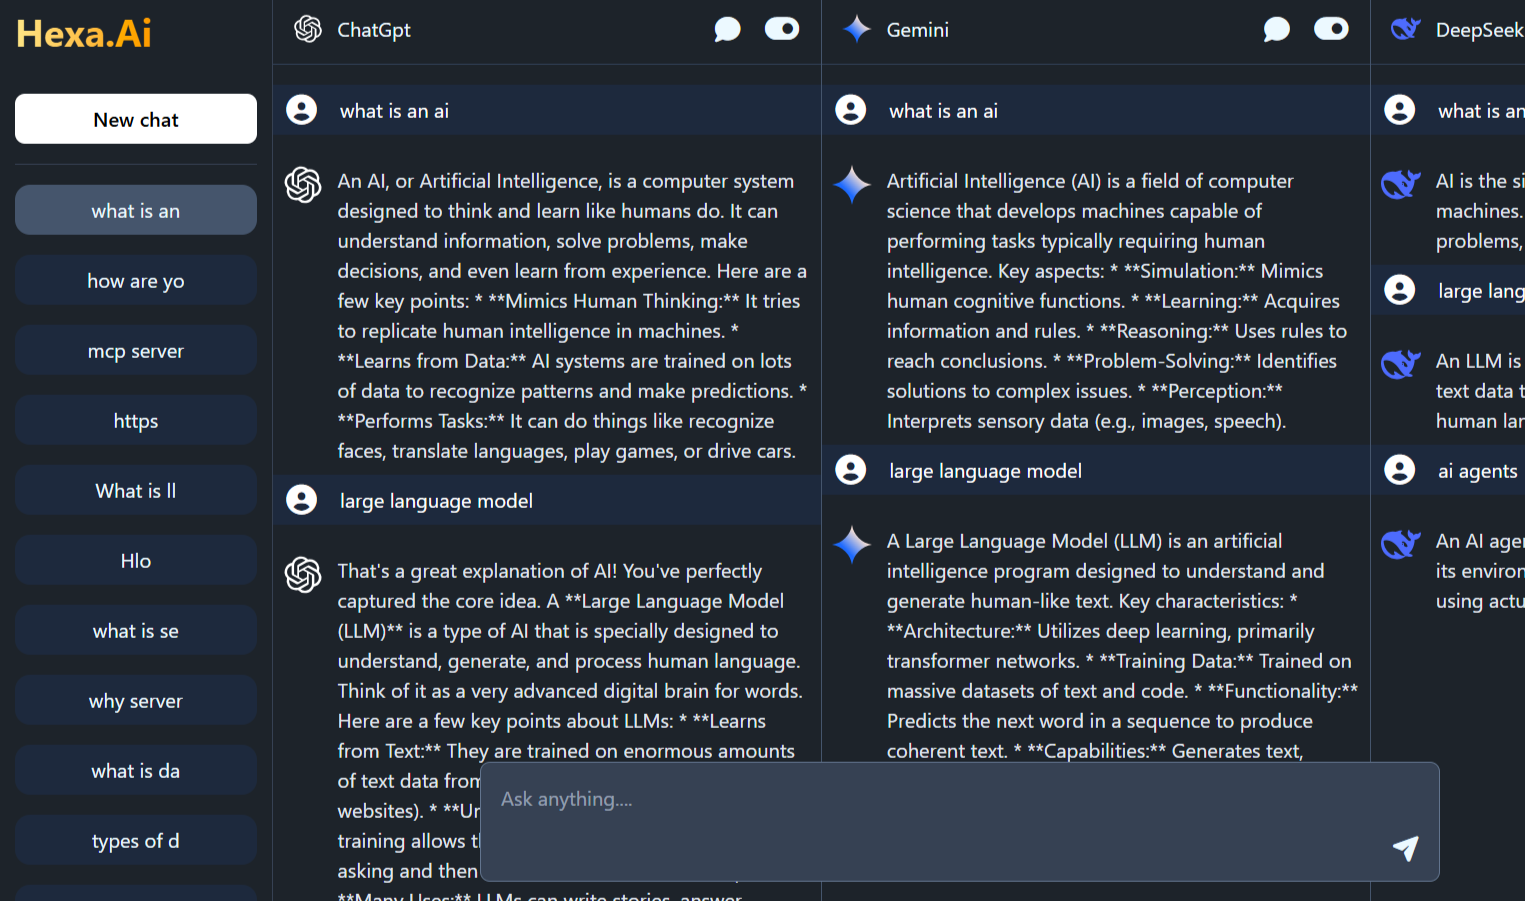 Hexa.Ai
New chat
what is an
how are yo
mcp server
https
What is ll
Hlo
what is se
why server
what is da
types of d
ChatGpt
what is an ai
An AI, or Artificial Intelligence, is a computer system
designed to think and learn like humans do. It can
understand information, solve problems, make
decisions, and even learn from experience. Here are a
few key points: * **Mimics Human Thinking:** It tries
to replicate human intelligence in machines. *
**Learns from Data:** AI systems are trained on lots
of data to recognize patterns and make predictions. *
**Performs Tasks:** It can do things like recognize
faces, translate languages, play games, or drive cars.
large language model
That's a great explanation of AI! You've perfectly
captured the core idea. A **Large Language Model
(LLM)** is a type of AI that is specially designed to
understand, generate, and process human language.
Think of it as a very advanced digital brain for words.
Here are a few key points about LLMs: * **Learns
from Text:** They are trained on enormous amounts
of text data from
websites). * **Un
training allows t
asking and then
**Many Uses:** LLMs can write stories, answer
Gemini
what is an ai
Artificial Intelligence (AI) is a field of computer
science that develops machines capable of
performing tasks typically requiring human
intelligence. Key aspects: * **Simulation:** Mimics
human cognitive functions. * **Learning:** Acquires
information and rules. * **Reasoning:** Uses rules to
reach conclusions. * **Problem-Solving:** Identifies
solutions to complex issues. * **Perception:**
Interprets sensory data (e.g., images, speech).
large language model
A Large Language Model (LLM) is an artificial
intelligence program designed to understand and
generate human-like text. Key characteristics: *
**Architecture:** Utilizes deep learning, primarily
transformer networks. * **Training Data:** Trained on
massive datasets of text and code. * **Functionality:**
Predicts the next word in a sequence to produce
coherent text. * **Capabilities:** Generates text,
DeepSeek
what is an
AI is the si
machines.
problems,
large lang
An LLM is
text data t
human lan
ai agents
An AI agen
its environ
using actu
Ask anything....